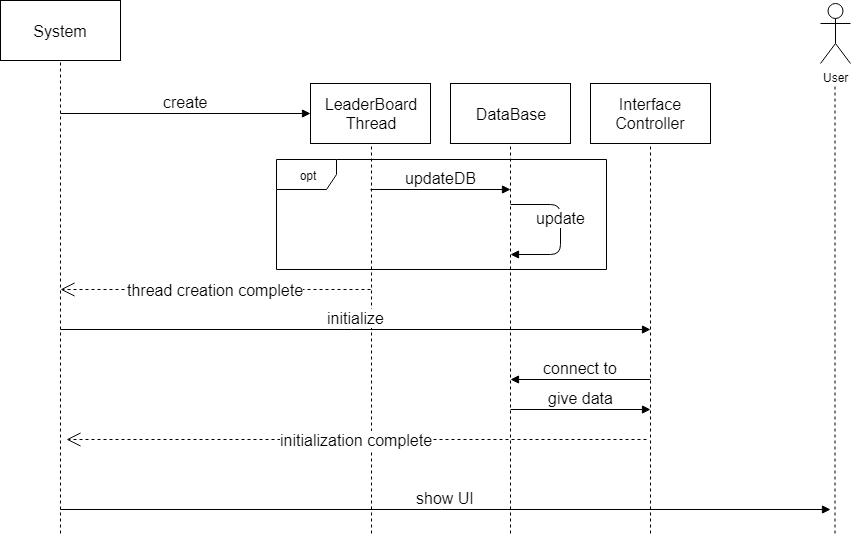 System
User
create
LeaderBoard
Thread
DataBase
Interface
Controller
opt
updateDB
update
thread creation complete
initialize
connect to
give data
initialization complete
show UI